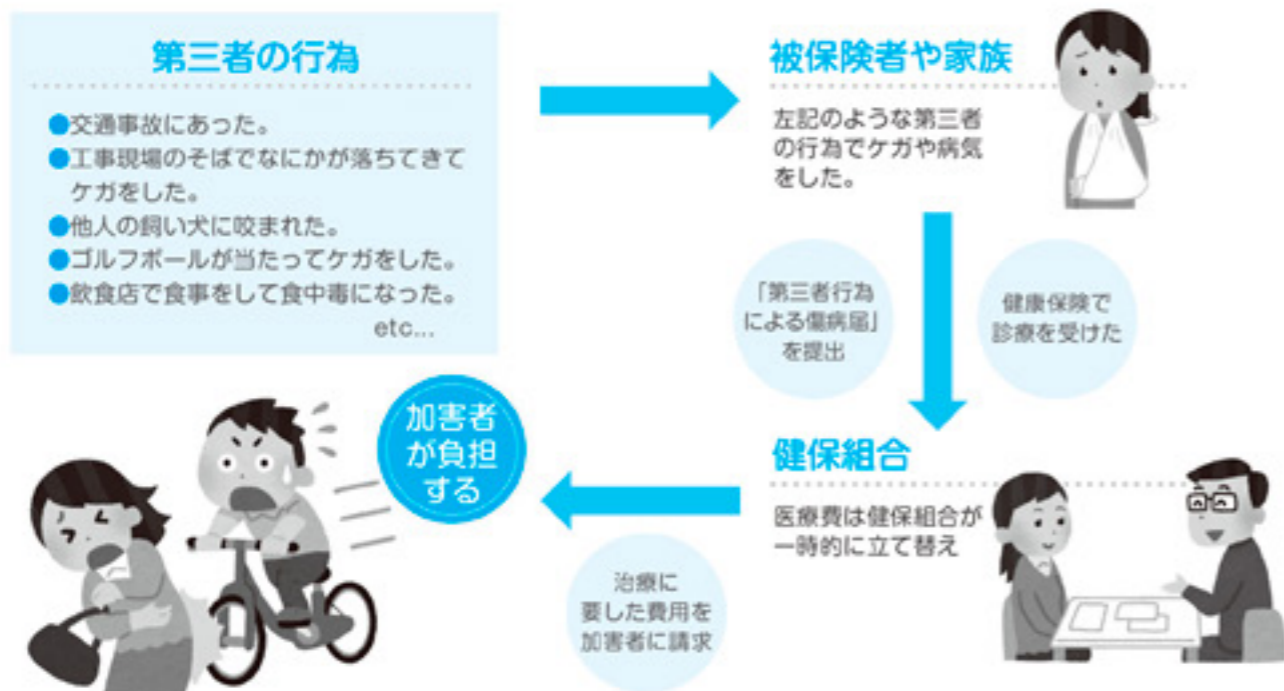 第三者の行為
●交通事故にあった。
●工事現場のそばでなにかが落ちてきて
ケガをした。
●他人の飼い犬に咬まれた。
●ゴルフボールが当たってケガをした。
●飲食店で食事をして食中毒になった。
etc...
被保険者や家族
左記のような第三者
の行為でケガや病気
をした。
「第三者行為
による傷病届」
を提出
健康保険で
診療を受けた
健保組合
医療費は健保組合が
一時的に立て替え
治療に
要した費用を
加害者に請求
加害者
が負担
する